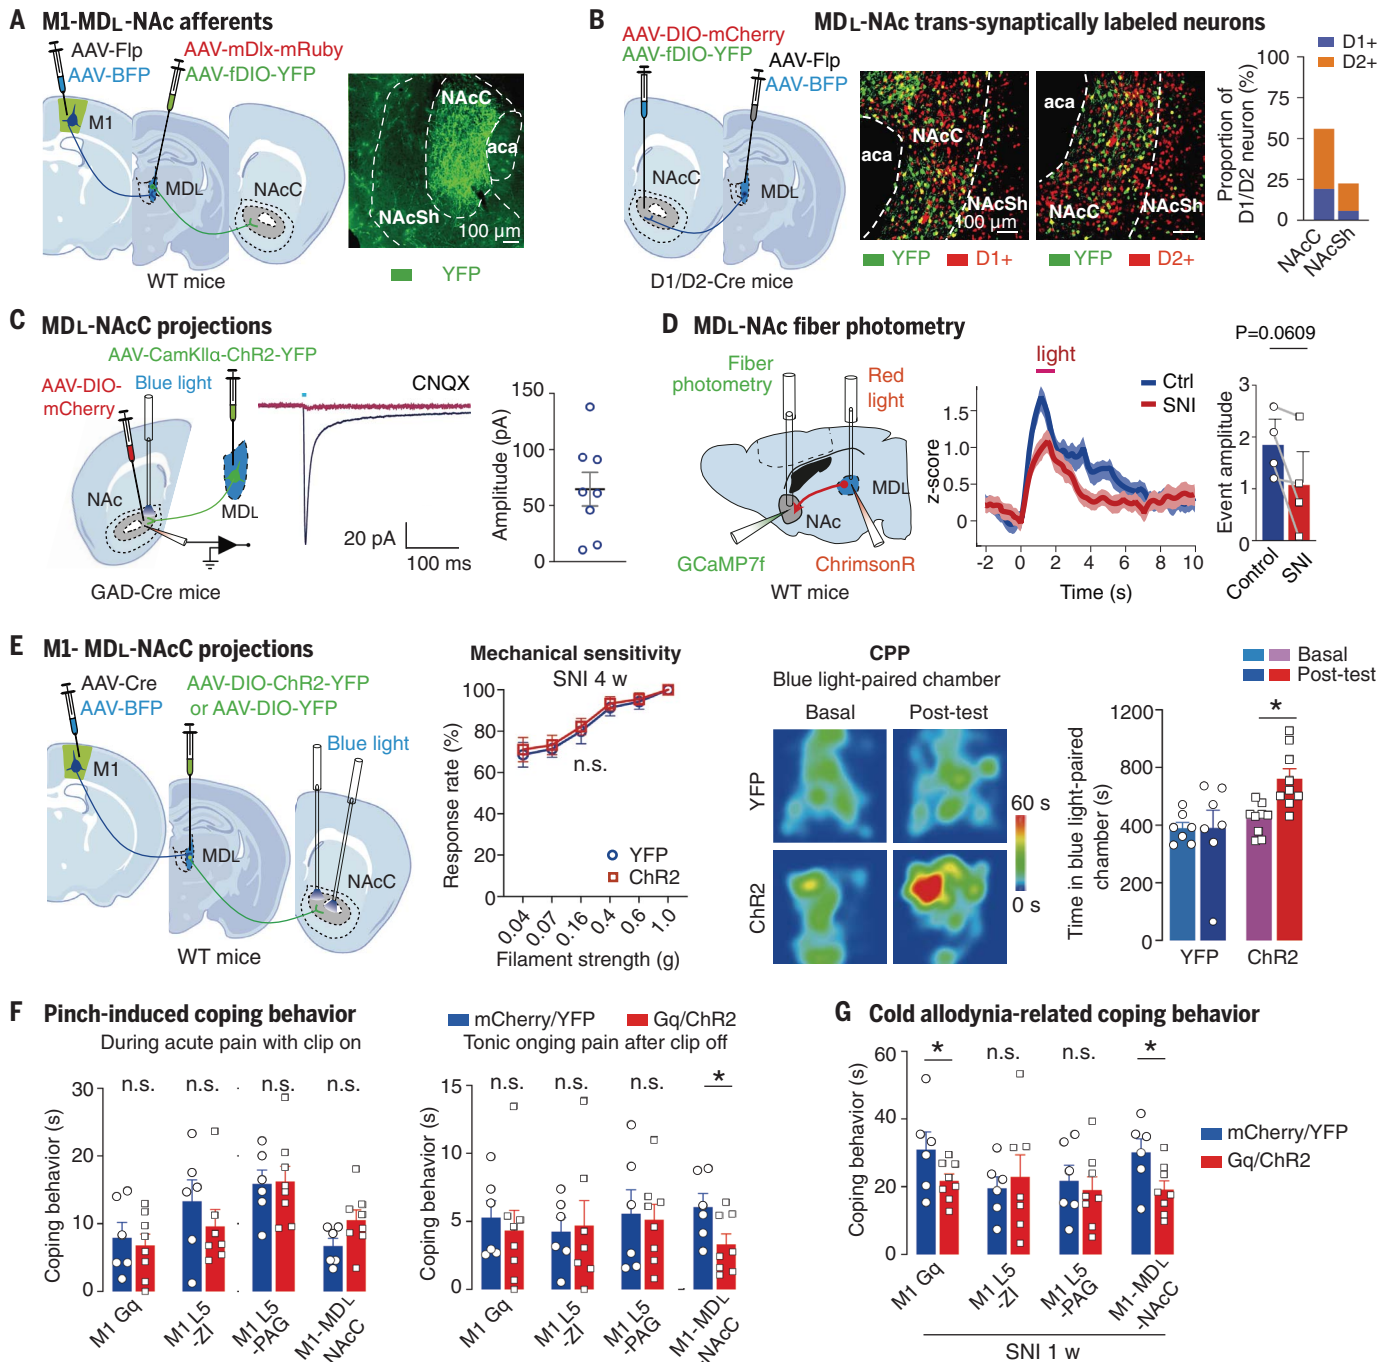 A M1-MDL-NAc afferents
AAV-Flp
AAV-BFP
AAV-mDlx-mRuby
AAV-fDIO-YFP
M1
MDL
NAcC
WT mice
NAcC
aca
NAcSh
100 µm
YFP
B MDL-NAc trans-synaptically labeled neurons
AAV-DIO-mCherry
AAV-fDIO-YFP
AAV-Flp
AAV-BFP
NAcC
MDL
D1/D2-Cre mice
aca
NAcC
NAcSh
100 µm
YFP D1+
aca
NAcC
NAcSh
YFP D2+
D1+
D2+
Proportion of
D1/D2 neuron (%)
100
75
50
25
0
NAcC
NAcSh
C MDL-NAcC projections
AAV-CamKIIα-ChR2-YFP
AAV-DIO-
mCherry
Blue light
NAc
MDL
GAD-Cre mice
CNQX
20 pA
100 ms
Amplitude (pA)
150
100
50
0
D MDL-NAc fiber photometry
Fiber
photometry
Red
light
MDL
NAc
GCaMP7f
ChrimsonR
WT mice
light
Ctrl
SNI
z-score
1.5
1.0
0.5
0
-2 0 2 4 6 8 10
Time (s)
P=0.0609
Event amplitude
3
2
1
0
Control
SNI
E M1- MDL-NAcC projections
AAV-Cre
AAV-BFP
AAV-DIO-ChR2-YFP
or AAV-DIO-YFP
Blue light
M1
MDL
NAcC
WT mice
Mechanical sensitivity
SNI 4 w
Response rate (%)
100
80
60
40
20
0
n.s.
YFP
ChR2
0.04 0.07 0.16 0.4 0.6 1.0
Filament strength (g)
CPP
Blue light-paired chamber
Basal Post-test
YFP
ChR2
60 s
0 s
Basal
Post-test
Time in blue light-paired
chamber (s)
1200
800
400
200
0
*
YFP ChR2
F Pinch-induced coping behavior
During acute pain with clip on
mCherry/YFP Gq/ChR2
Tonic onging pain after clip off
Coping behavior (s)
30
20
10
0
n.s. n.s. n.s. n.s.
M1 Gq
M1 L5
-ZI
M1 L5
-PAG
M1-MDL
NAcC
Coping behavior (s)
15
10
5
0
n.s. n.s. n.s. *
M1 Gq
M1 L5
-ZI
M1 L5
-PAG
M1-MDL
-NAcC
G Cold allodynia-related coping behavior
Coping behavior (s)
60
40
20
0
* n.s. n.s. *
mCherry/YFP
Gq/ChR2
M1 Gq
M1 L5
-ZI
M1 L5
-PAG
M1-MDL
-NAcC
SNI 1 w